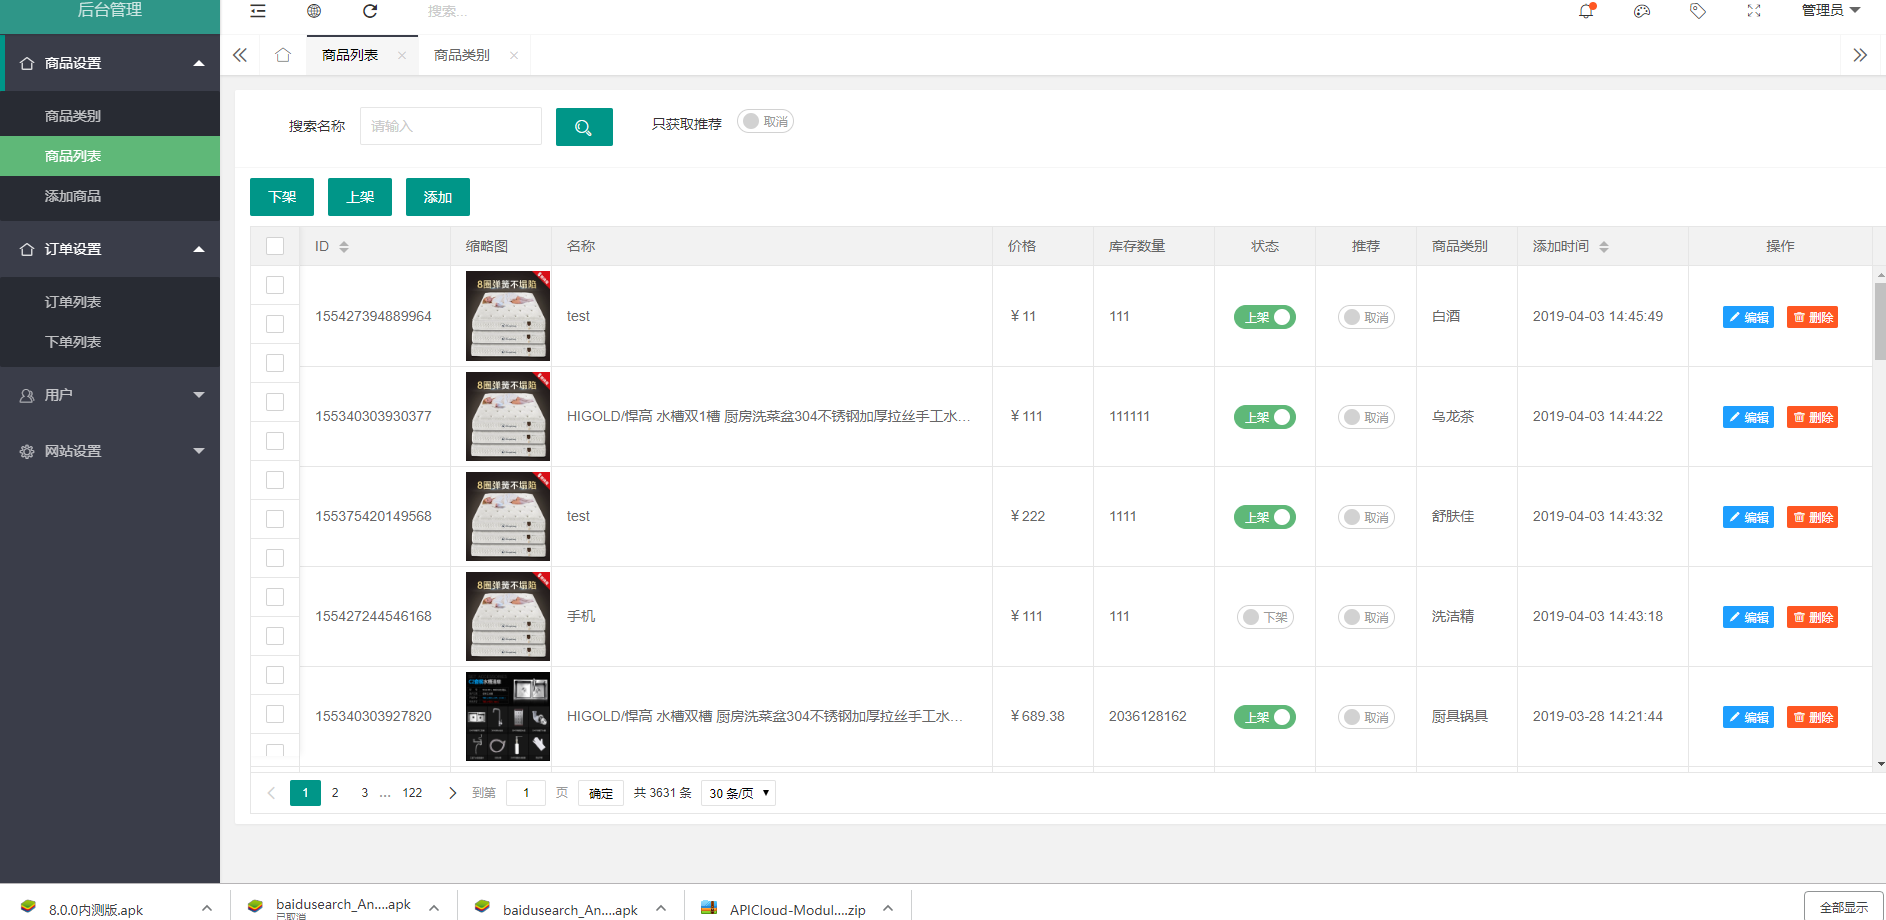 后台管理
搜索...
管理员
商品设置
商品类别
商品列表
添加商品
订单设置
订单列表
下单列表
用户
网站设置
商品列表
商品类别
搜索名称
请输入
只获取推荐
取消
下架
上架
添加
ID
缩略图
名称
价格
库存数量
状态
推荐
商品类别
添加时间
操作
155427394889964
8圈弹簧不塌陷
test
¥11
111
上架
取消
白酒
2019-04-03 14:45:49
编辑
删除
155340303930377
8圈弹簧不塌陷
HIGOLD/悍高 水槽双1槽 厨房洗菜盆304不锈钢加厚拉丝手工水...
¥111
111111
上架
取消
乌龙茶
2019-04-03 14:44:22
编辑
删除
155375420149568
8圈弹簧不塌陷
test
¥222
1111
上架
取消
舒肤佳
2019-04-03 14:43:32
编辑
删除
155427244546168
8圈弹簧不塌陷
手机
¥111
111
下架
取消
洗洁精
2019-04-03 14:43:18
编辑
删除
155340303927820
HIGOLD/悍高 水槽双槽 厨房洗菜盆304不锈钢加厚拉丝手工水...
¥689.38
2036128162
上架
取消
厨具锅具
2019-03-28 14:21:44
编辑
删除
1 2 3 ... 122 到第 1 页 确定 共 3631 条 30 条/页
8.0.0内测版.apk
baidusearch_An....apk
已取消
baidusearch_An....apk
APICloud-Modul....zip
全部显示